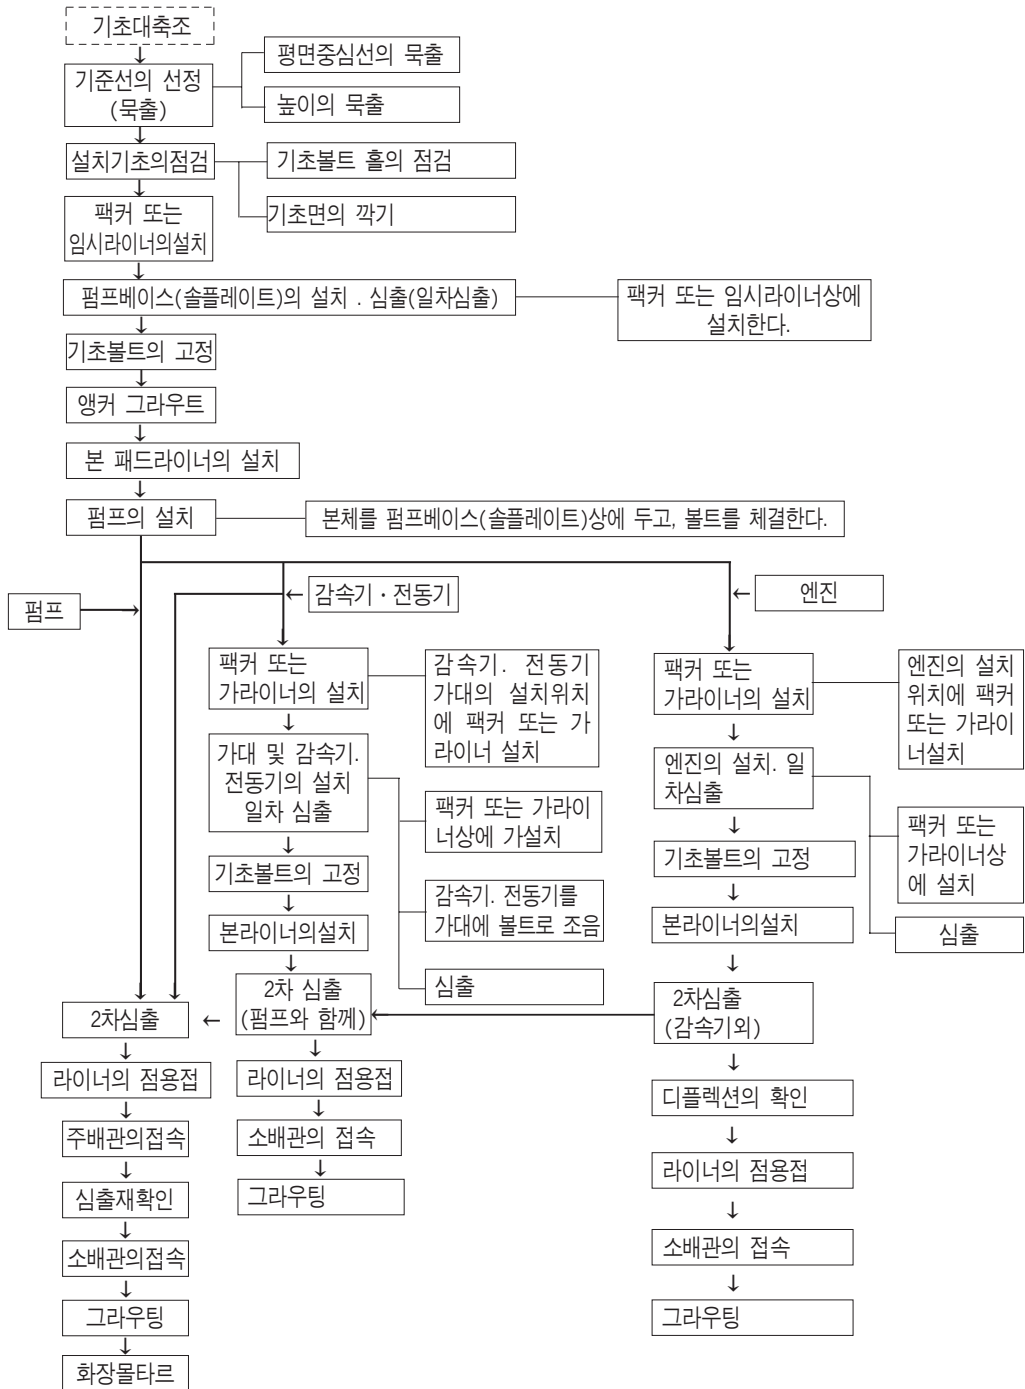 기초대축조
기준선의 선정
(묵출)
평면중심선의 묵출
높이의 묵출
설치기초의점검
기초볼트 홀의 점검
기초면의 깍기
팩커 또는
임시라이너의설치
펌프베이스(솔플레이트)의 설치 . 심출(일차심출)
팩커 또는 임시라이너상에
설치한다.
기초볼트의 고정
앵커 그라우트
본 패드라이너의 설치
펌프의 설치
본체를 펌프베이스(솔플레이트)상에 두고, 볼트를 체결한다.
펌프
감속기 · 전동기
엔진
팩커 또는
가라이너의 설치
감속기. 전동기
가대의 설치위치
에 팩커 또는 가
라이너 설치
가대 및 감속기.
전동기의 설치
일차 심출
팩커 또는 가라이
너상에 가설치
감속기. 전동기를
가대에 볼트로 조음
심출
기초볼트의 고정
본라이너의설치
2차 심출
(펌프와 함께)
라이너의 점용접
소배관의 접속
그라우팅
팩커 또는
가라이너의 설치
엔진의 설치
위치에 팩커
또는 가라이
너설치
엔진의 설치. 일
차심출
팩커 또는
가라이너상
에 설치
심출
기초볼트의 고정
본라이너의설치
2차심출
(감속기외)
디플렉션의 확인
라이너의 점용접
소배관의 접속
그라우팅
2차심출
라이너의 점용접
주배관의접속
심출재확인
소배관의접속
그라우팅
화장몰타르